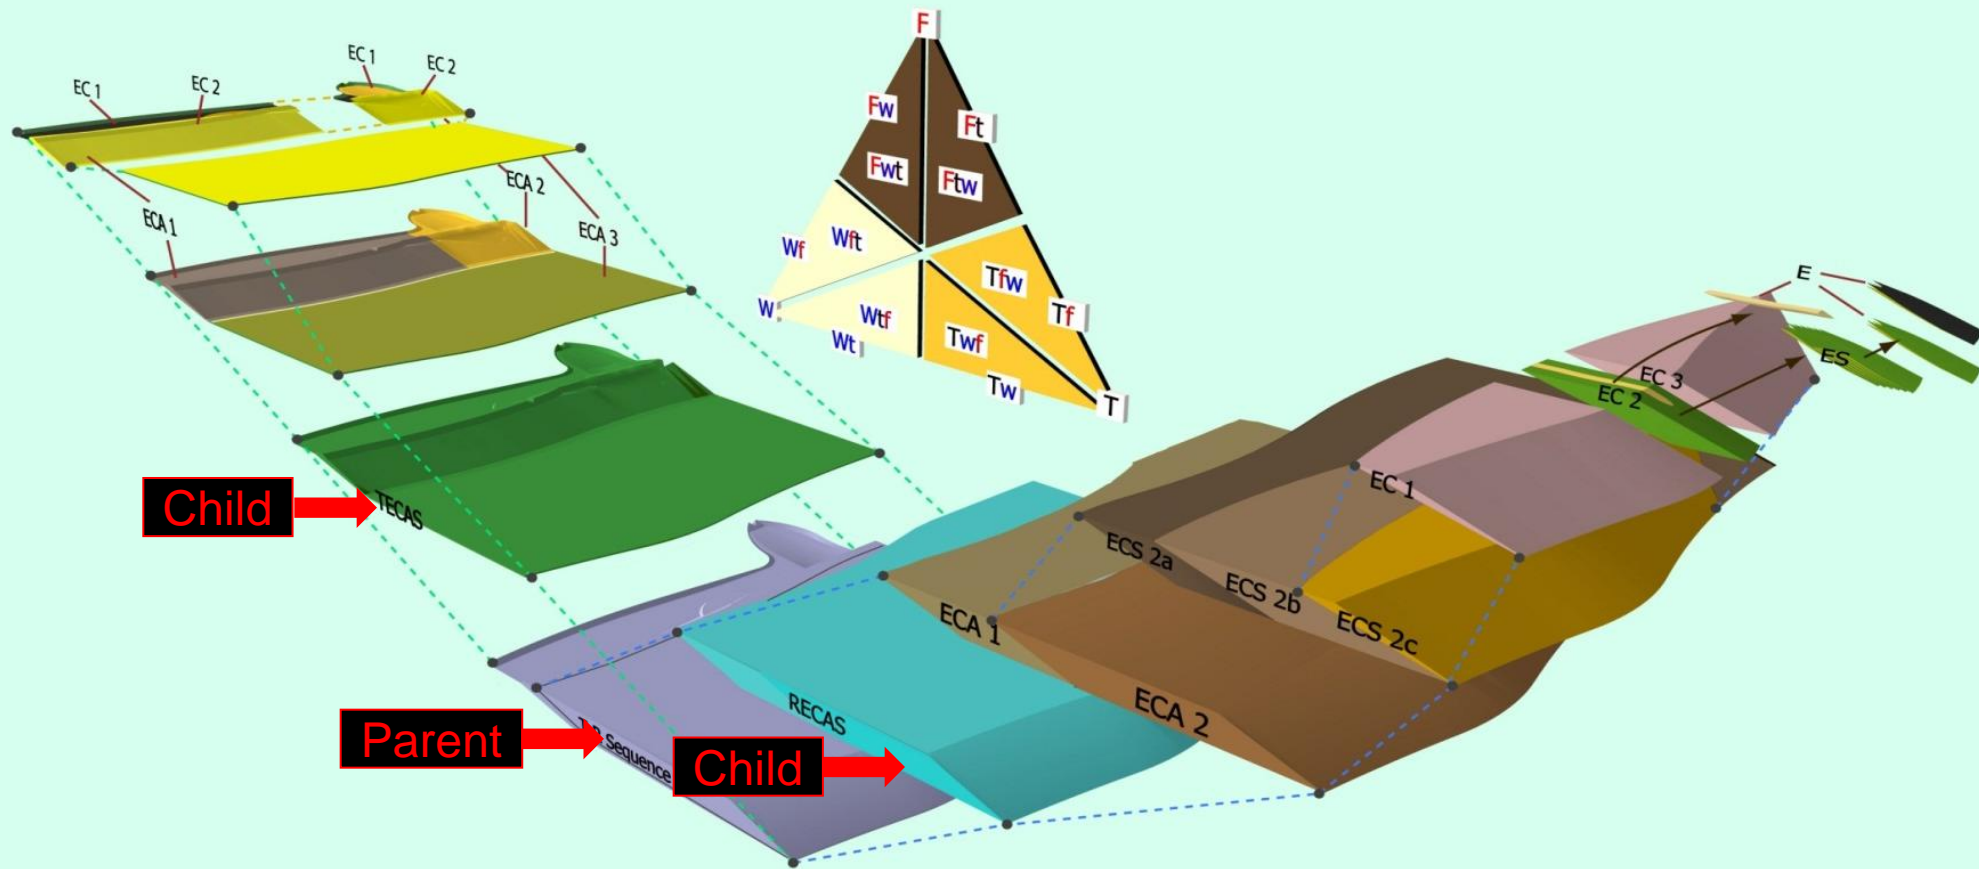 EC 1
EC 2
EC 1
EC 2
ECA 1
ECA 2
ECA 3
F
Fw
Ft
Fwt
Ftw
Wf
Wft
Tfw
Tf
W
Wtf
Wt
Twf
Tw
T
E
ES
EC 3
EC 2
EC 1
Child
TECAS
ECS 2a
ECS 2b
ECS 2c
ECA 1
ECA 2
RECAS
Parent
Sequence
Child